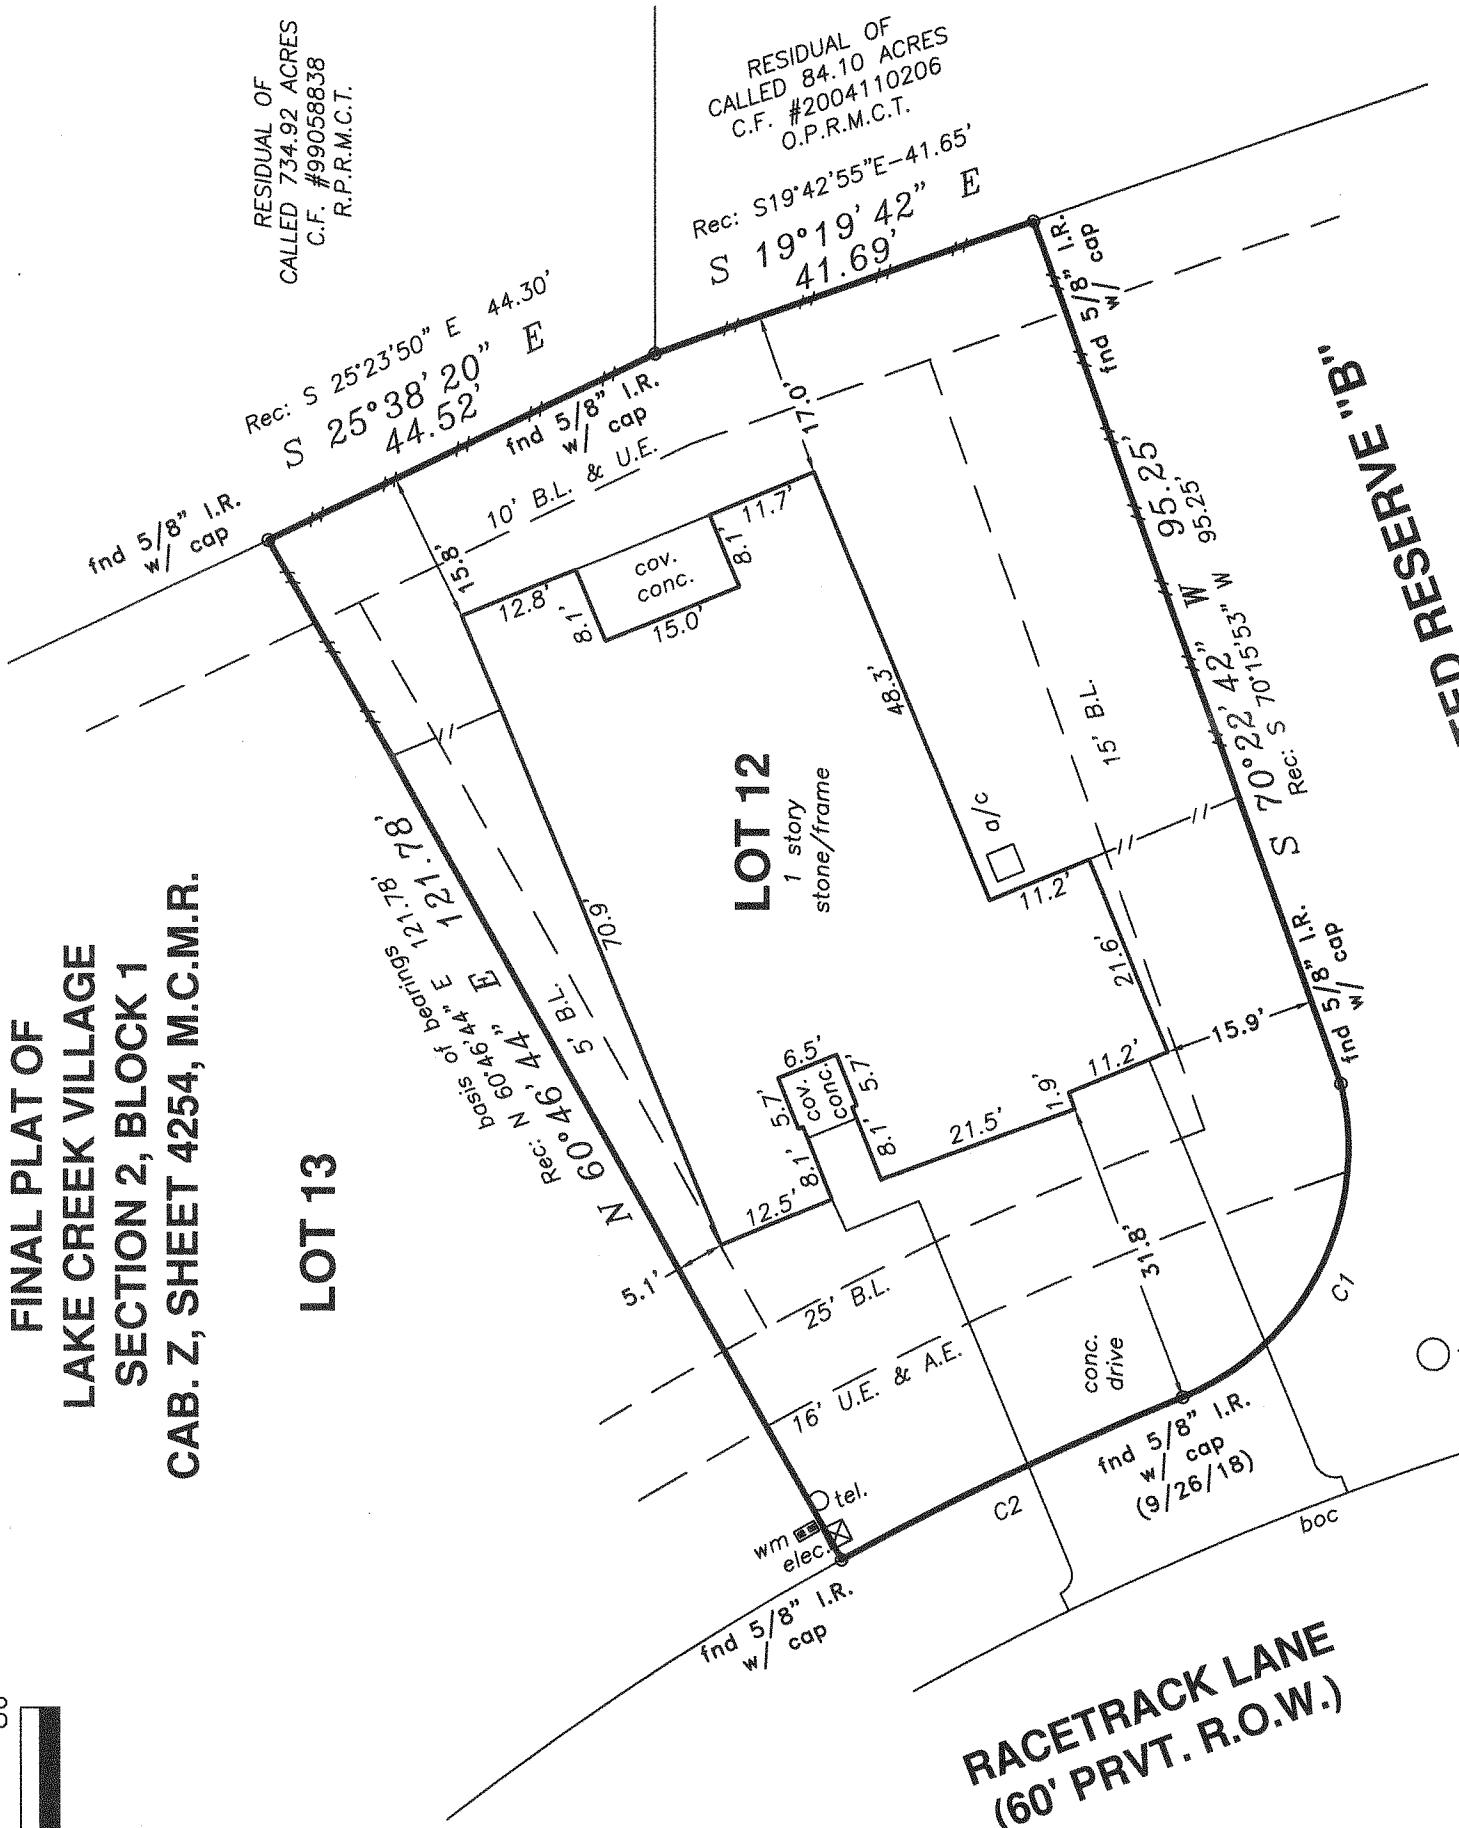 FINAL PLAT OF
LAKE CREEK VILLAGE
SECTION 2, BLOCK 1
CAB. Z, SHEET 4254, M.C.M.R.
RESIDUAL OF
CALLED 734.92 ACRES
C.F. #99058838
R.P.R.M.C.T.
RESIDUAL OF
CALLED 84.10 ACRES
C.F. #2004110206
O.P.R.M.C.T.
Rec: S19°42'55"E-41.65'
S 19°19' 42" E
41.69'
Rec: S 25°23'50" E 44.30'
S 25°38' 20" E
44.52'
fnd 5/8" I.R.
w/ cap
fnd 5/8" I.R.
w/ cap
fnd 5/8" I.R.
w/ cap
10' B.L. & U.E.
17.0'
15.8'
12.8'
8.1'
cov.
conc.
15.0'
8.1'
11.7'
48.3'
15' B.L.
95.25'
95.25'
S 70°22' 42" W
Rec: S 70°15'53" W
RESERVE "B"
LOT 12
1 story
stone/frame
a/c
11.2'
21.6'
70.9'
basis of bearings
Rec: N 60°46'44" E 121.78'
N 60°46' 44" E 121.78'
5' B.L.
LOT 13
6.5'
5.7'
cov.
conc.
5.7'
8.1'
8.1'
12.5'
21.5'
1.9'
11.2'
15.9'
fnd 5/8" I.R.
w/ cap
5.1'
25' B.L.
16' U.E. & A.E.
31.8'
conc.
drive
C1
C2
fnd 5/8" I.R.
w/ cap
(9/26/18)
tel.
wm
elec.
fnd 5/8" I.R.
w/ cap
boc
RACETRACK LANE
(60' PRVT. R.O.W.)